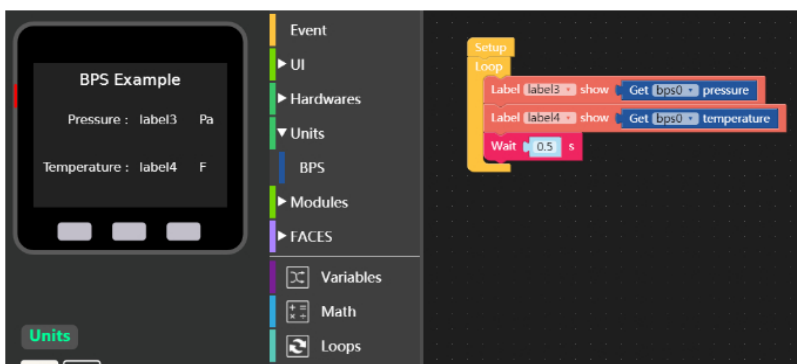 BPS Example
Pressure : label3 Pa
Temperature : label4 F
Units
Event
UI
Hardwares
Units
BPS
Modules
FACES
Variables
Math
Loops
Setup
Loop
Label label3 show Get bps0 pressure
Label label4 show Get bps0 temperature
Wait 0.5 s